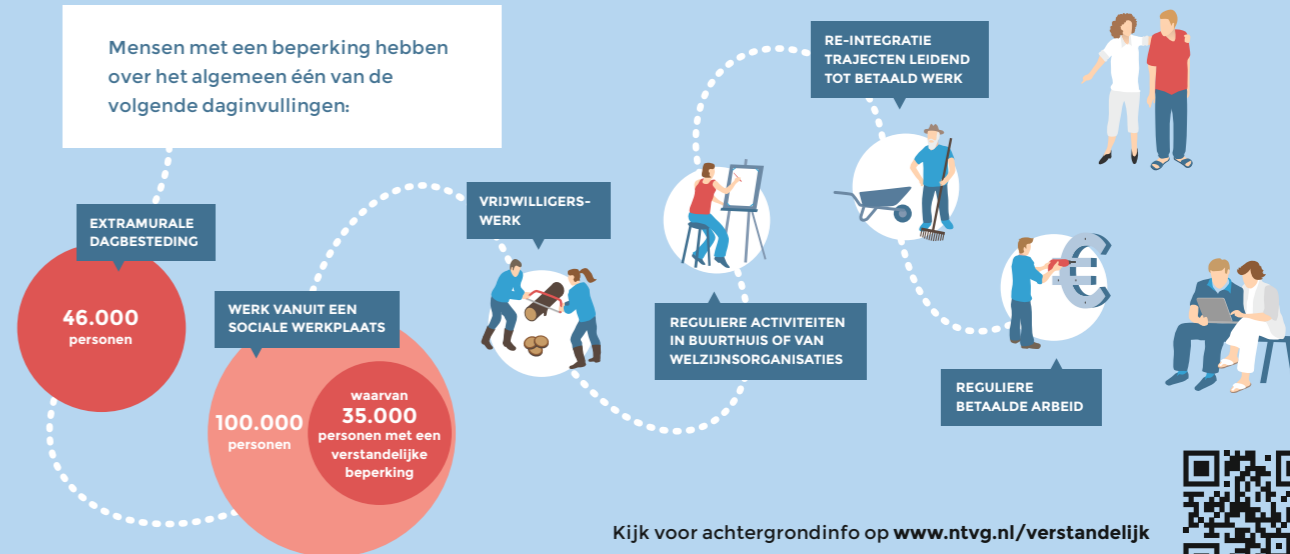 Mensen met een beperking hebben
over het algemeen één van de
volgende daginvullingen:
EXTRAMURALE
DAGBESTEDING
46.000
personen
WERK VANUIT EEN
SOCIALE WERKPLAATS
100.000
personen
waarvan
35.000
personen met een
verstandelijke
beperking
VRIJWILLIGERS-
WERK
REGULIERE ACTIVITEITEN
IN BUURTHUIS OF VAN
WELZIJNSORGANISATIES
RE-INTEGRATIE
TRAJECTEN LEIDEND
TOT BETAALD WERK
REGULIERE
BETAALDE ARBEID
Kijk voor achtergrondinfo op www.ntvg.nl/verstandelijk